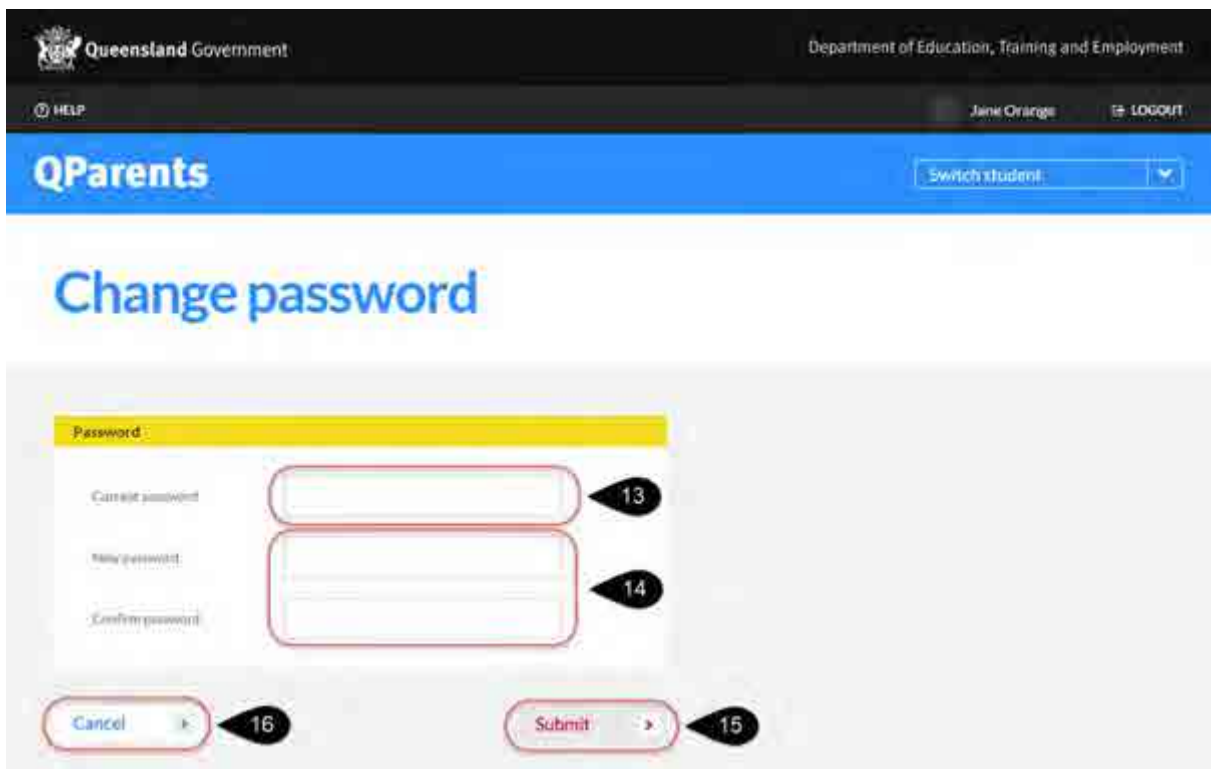 Queensland Government
Department of Education, Training and Employment
HELP
Jane Orange
LOGOUT
QParents
Switch student
Change password
Password
Current password
13
New password
14
Confirm password
Cancel
16
Submit
15